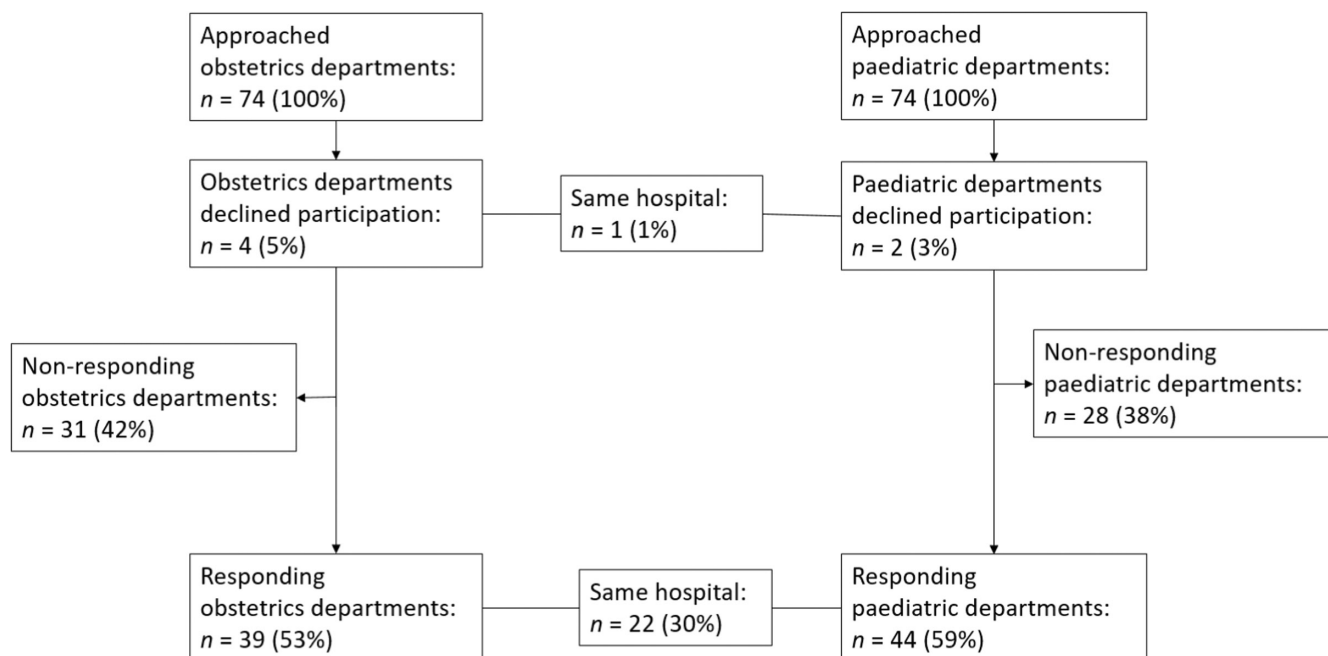 Approached
obstetrics departments:
n = 74 (100%)
Approached
paediatric departments:
n = 74 (100%)
Obstetrics departments
declined participation:
n = 4 (5%)
Same hospital:
n = 1 (1%)
Paediatric departments
declined participation:
n = 2 (3%)
Non-responding
obstetrics departments:
n = 31 (42%)
Non-responding
paediatric departments:
n = 28 (38%)
Responding
obstetrics departments:
n = 39 (53%)
Same hospital:
n = 22 (30%)
Responding
paediatric departments:
n = 44 (59%)